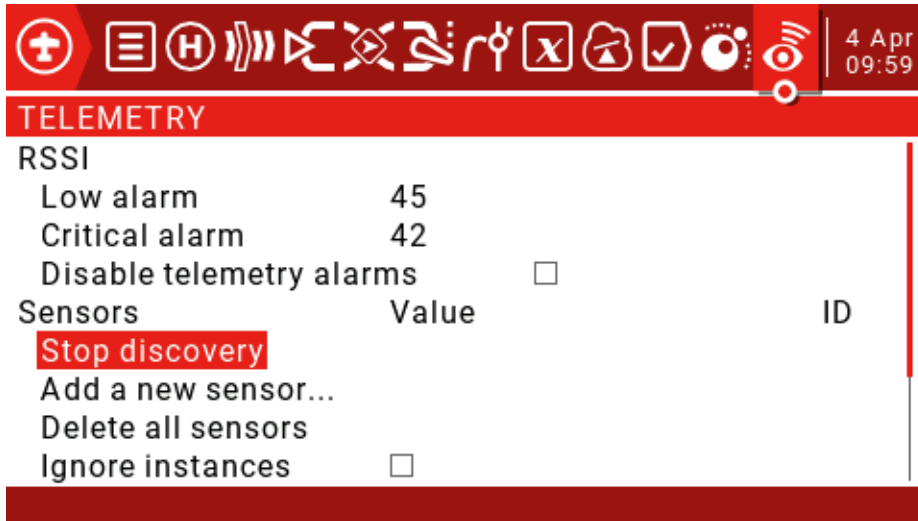 4 Apr
09:59
TELEMETRY
RSSI
Low alarm 45
Critical alarm 42
Disable telemetry alarms
Sensors Value ID
Stop discovery
Add a new sensor...
Delete all sensors
Ignore instances